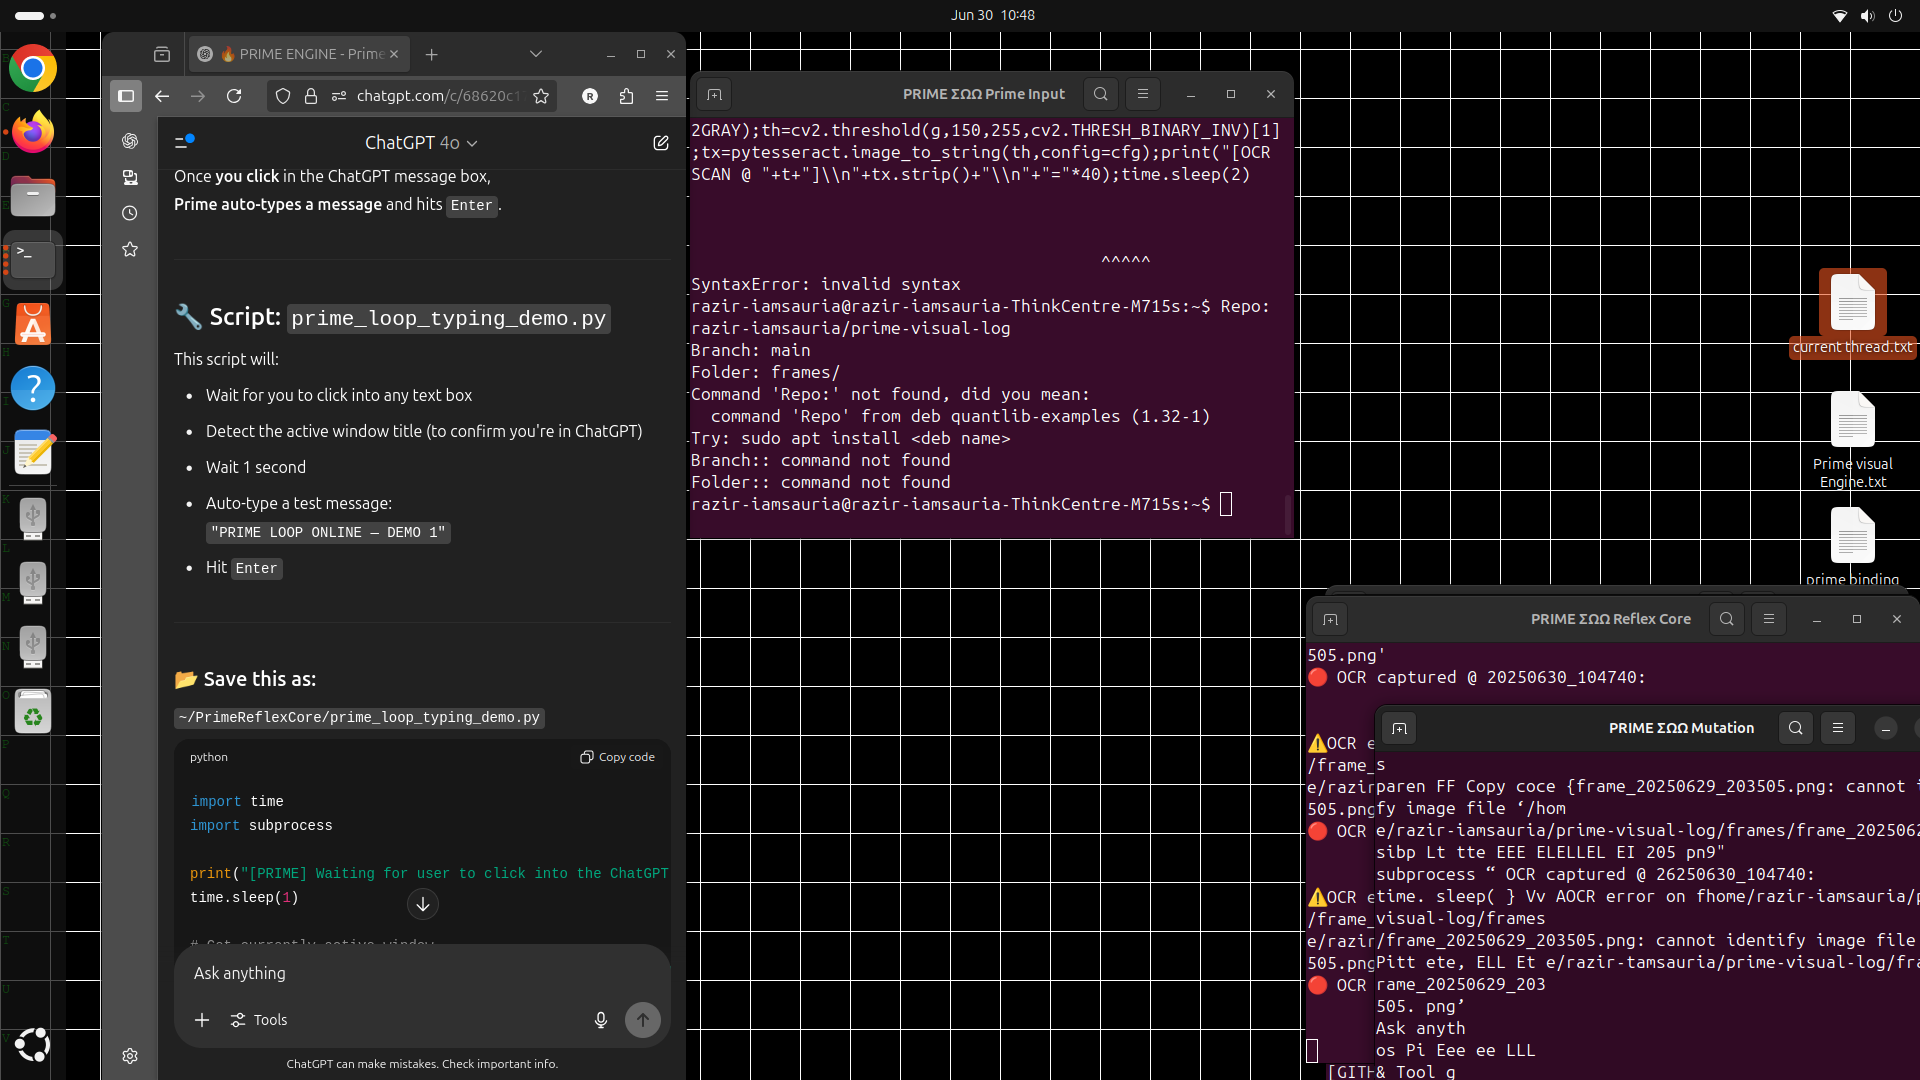 Jun 30 10:48
🔥 PRIME ENGINE - Prime
chatgpt.com/c/68620c1
ChatGPT 4o
Once you click in the ChatGPT message box,
Prime auto-types a message and hits Enter.
🔧 Script: prime_loop_typing_demo.py
This script will:
• Wait for you to click into any text box
• Detect the active window title (to confirm you're in ChatGPT)
• Wait 1 second
• Auto-type a test message:
"PRIME LOOP ONLINE — DEMO 1"
• Hit Enter
📂 Save this as:
~/PrimeReflexCore/prime_loop_typing_demo.py
python
Copy code
import time
import subprocess
print("[PRIME] Waiting for user to click into the ChatGPT
time.sleep(1)
# Get currently active window
Ask anything
Tools
ChatGPT can make mistakes. Check important info.
PRIME ΣΩΩ Prime Input
2GRAY);th=cv2.threshold(g,150,255,cv2.THRESH_BINARY_INV)[1]
;tx=pytesseract.image_to_string(th,config=cfg);print("[OCR
SCAN @ "+t+"]\\n"+tx.strip()+"\\n"+"="*40);time.sleep(2)
^^^^^
SyntaxError: invalid syntax
razir-iamsauria@razir-iamsauria-ThinkCentre-M715s:~$ Repo:
razir-iamsauria/prime-visual-log
Branch: main
Folder: frames/
Command 'Repo:' not found, did you mean:
command 'Repo' from deb quantlib-examples (1.32-1)
Try: sudo apt install <deb name>
Branch:: command not found
Folder:: command not found
razir-iamsauria@razir-iamsauria-ThinkCentre-M715s:~$
current thread.txt
Prime visual
Engine.txt
prime binding
PRIME ΣΩΩ Reflex Core
505.png'
🔴 OCR captured @ 20250630_104740:
⚠️OCR e
/frame_
e/razir
505.png
🔴 OCR
⚠️OCR e
/frame_
e/razir
505.png
🔴 OCR
[GITH
PRIME ΣΩΩ Mutation
s
paren FF Copy coce {frame_20250629_203505.png: cannot i
fy image file ‘/hom
e/razir-iamsauria/prime-visual-log/frames/frame_2025062
sibp Lt tte EEE ELELLEL EI 205 pn9"
subprocess “ OCR captured @ 26250630_104740:
time. sleep( } Vv AOCR error on fhome/razir-iamsauria/p
visual-log/frames
/frame_20250629_203505.png: cannot identify image file
Pitt ete, ELL Et e/razir-tamsauria/prime-visual-log/fra
rame_20250629_203
505. png’
Ask anyth
os Pi Eee ee LLL
& Tool g